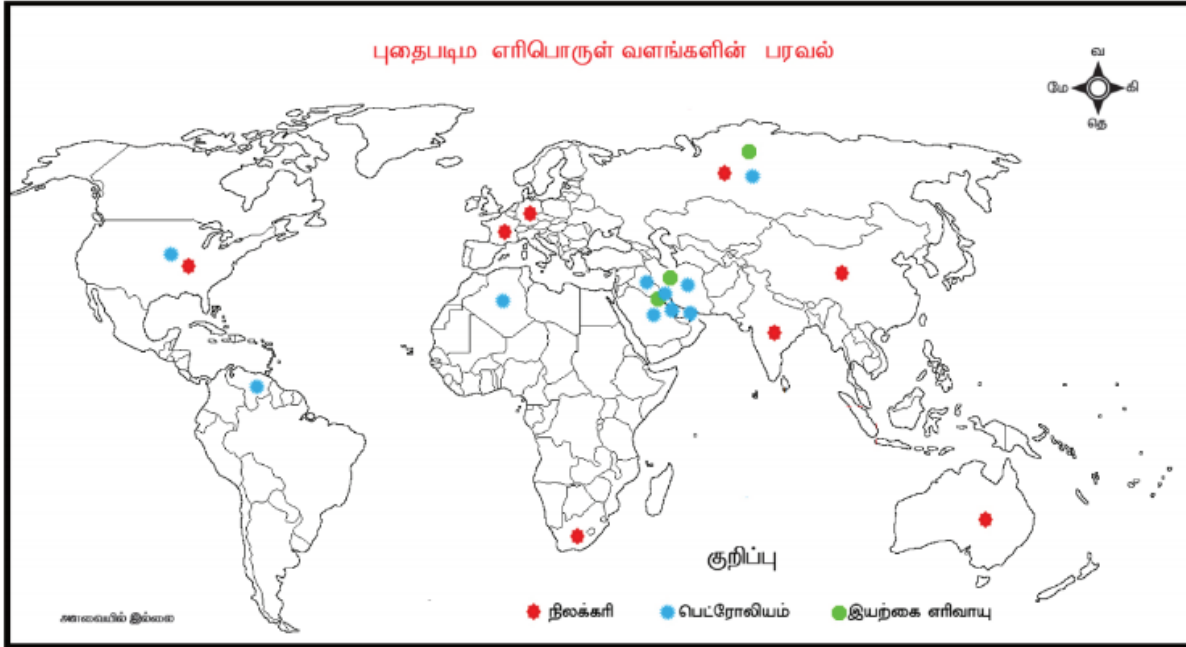 புதைபடிம எரிபொருள் வளங்களின் பரவல்
வ
மே கி
தெ
குறிப்பு
நிலக்கரி பெட்ரோலியம் இயற்கை எரிவாயு
அளவையில் இல்லை